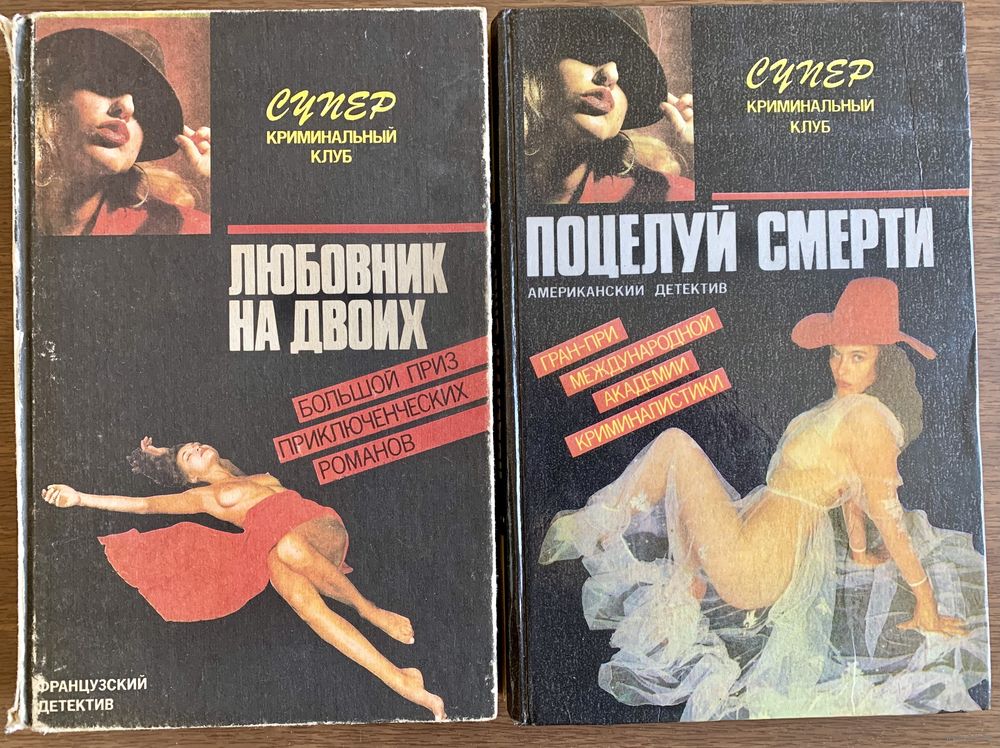 СУПЕР
КРИМИНАЛЬНЫЙ
КЛУБ
ЛЮБОВНИК
НА ДВОИХ
БОЛЬШОЙ ПРИЗ
ПРИКЛЮЧЕНЧЕСКИХ
РОМАНОВ
ФРАНЦУЗСКИЙ
ДЕТЕКТИВ
СУПЕР
КРИМИНАЛЬНЫЙ
КЛУБ
ПОЦЕЛУЙ СМЕРТИ
АМЕРИКАНСКИЙ ДЕТЕКТИВ
ГРАН-ПРИ
МЕЖДУНАРОДНОЙ
АКАДЕМИИ
КРИМИНАЛИСТИКИ